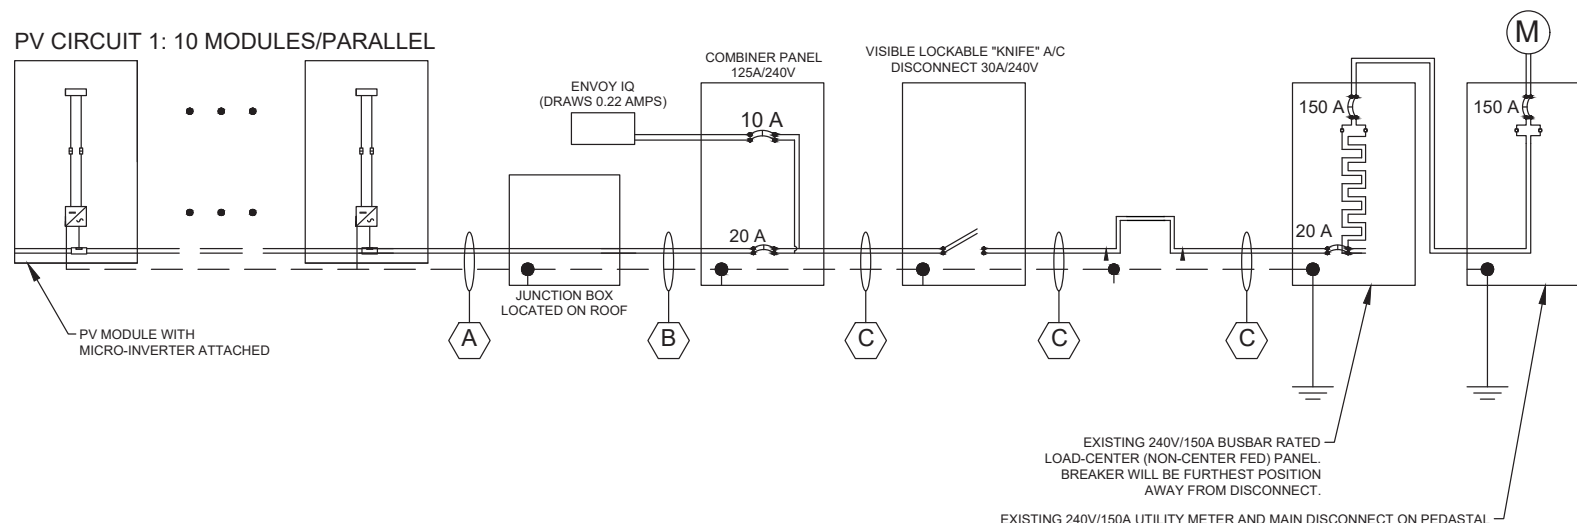 PV CIRCUIT 1: 10 MODULES/PARALLEL
COMBINER PANEL
125A/240V
VISIBLE LOCKABLE "KNIFE" A/C
DISCONNECT 30A/240V
M
ENVOY IQ
(DRAWS 0.22 AMPS)
10 A
150 A
150 A
20 A
20 A
JUNCTION BOX
LOCATED ON ROOF
PV MODULE WITH
MICRO-INVERTER ATTACHED
A
B
C
C
C
EXISTING 240V/150A BUSBAR RATED
LOAD-CENTER (NON-CENTER FED) PANEL.
BREAKER WILL BE FURTHEST POSITION
AWAY FROM DISCONNECT.
EXISTING 240V/150A UTILITY METER AND MAIN DISCONNECT ON PEDASTAL